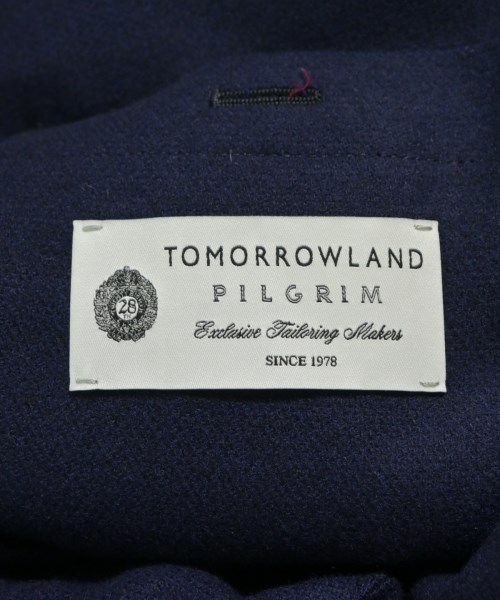 TOMORROWLAND
PILGRIM
28
Exclusive Tailoring Makers
SINCE 1978